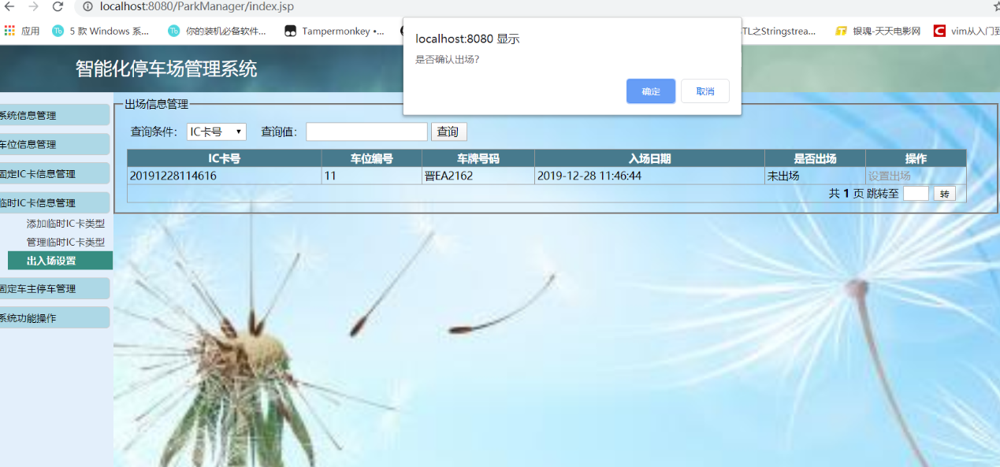 localhost:8080/ParkManager/index.jsp
应用 5 款 Windows 系... 你的装机必备软件... Tampermonkey •... TL之Stringstrea... 银魂-天天电影网 vim从入门到
localhost:8080 显示
是否确认出场?
确定 取消
智能化停车场管理系统
系统信息管理
车位信息管理
固定IC卡信息管理
临时IC卡信息管理
添加临时IC卡类型
管理临时IC卡类型
出入场设置
固定车主停车管理
系统功能操作
出场信息管理
查询条件: IC卡号 查询值: 查询
IC卡号 车位编号 车牌号码 入场日期 是否出场 操作
20191228114616 11 晋EA2162 2019-12-28 11:46:44 未出场 设置出场
共 1 页 跳转至 转